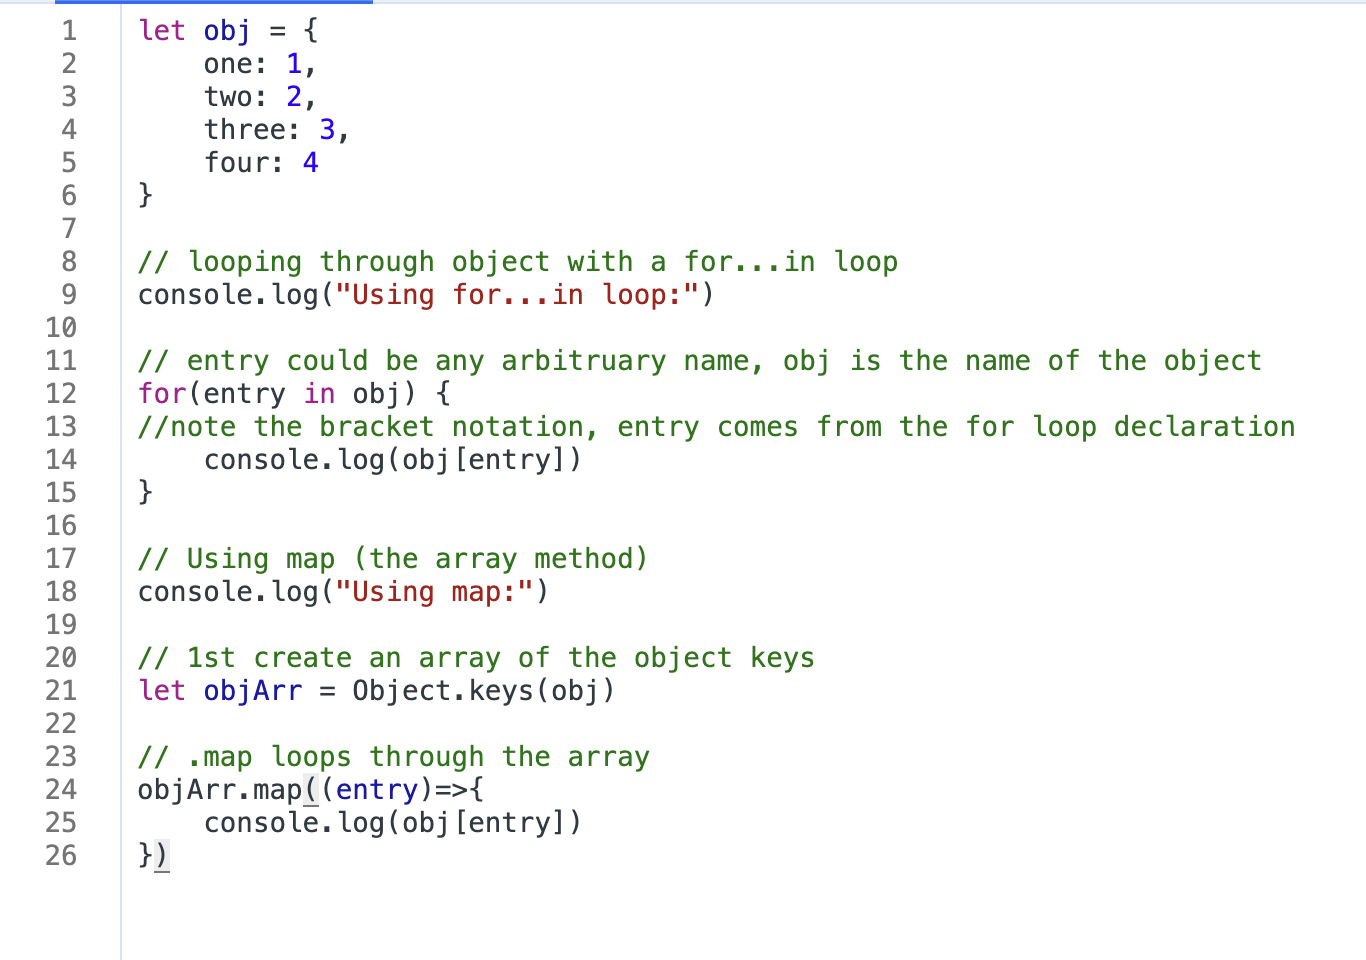 1 let obj = {
2     one: 1,
3     two: 2,
4     three: 3,
5     four: 4
6 }
7
8 // looping through object with a for...in loop
9 console.log("Using for...in loop:")
10
11 // entry could be any arbitruary name, obj is the name of the object
12 for(entry in obj) {
13 //note the bracket notation, entry comes from the for loop declaration
14     console.log(obj[entry])
15 }
16
17 // Using map (the array method)
18 console.log("Using map:")
19
20 // 1st create an array of the object keys
21 let objArr = Object.keys(obj)
22
23 // .map loops through the array
24 objArr.map((entry)=>{
25     console.log(obj[entry])
26 })